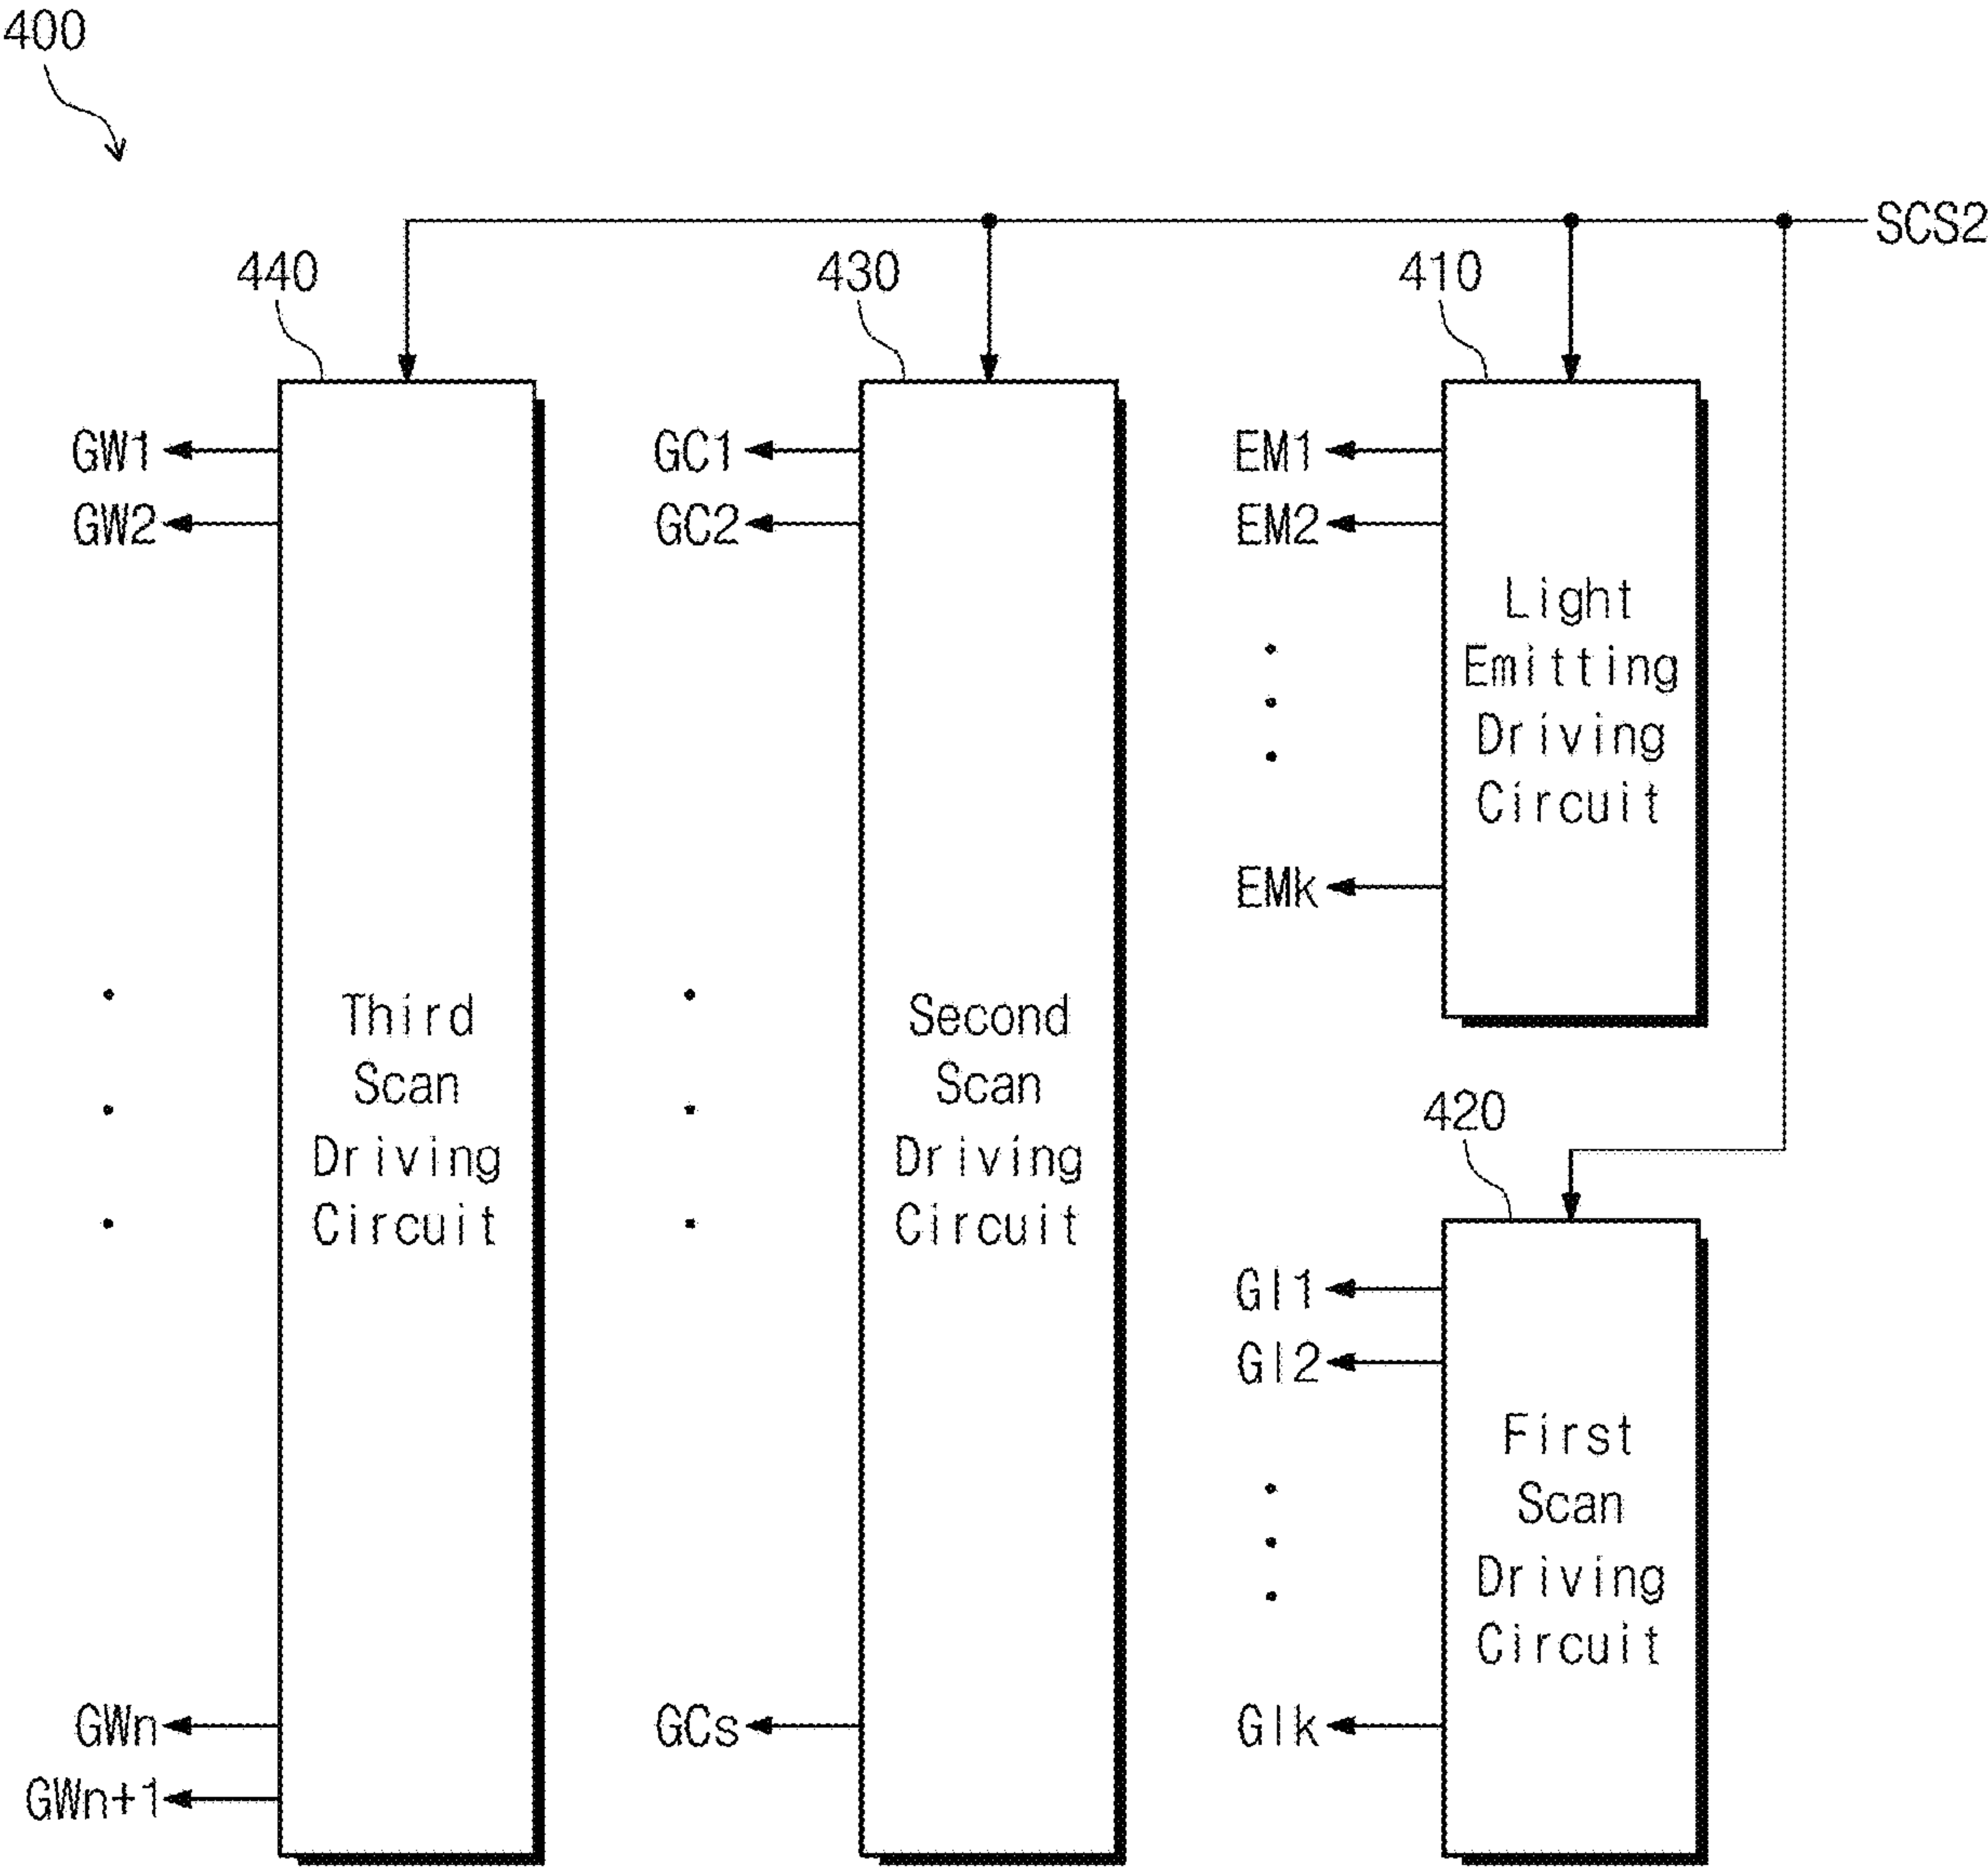 400
SCS2
440
430
410
GW1
GW2
Third
Scan
Driving
Circuit
GWn
GWn+1
GC1
GC2
Second
Scan
Driving
Circuit
GCs
EM1
EM2
Light
Emitting
Driving
Circuit
EMk
420
GI1
GI2
First
Scan
Driving
Circuit
GIk